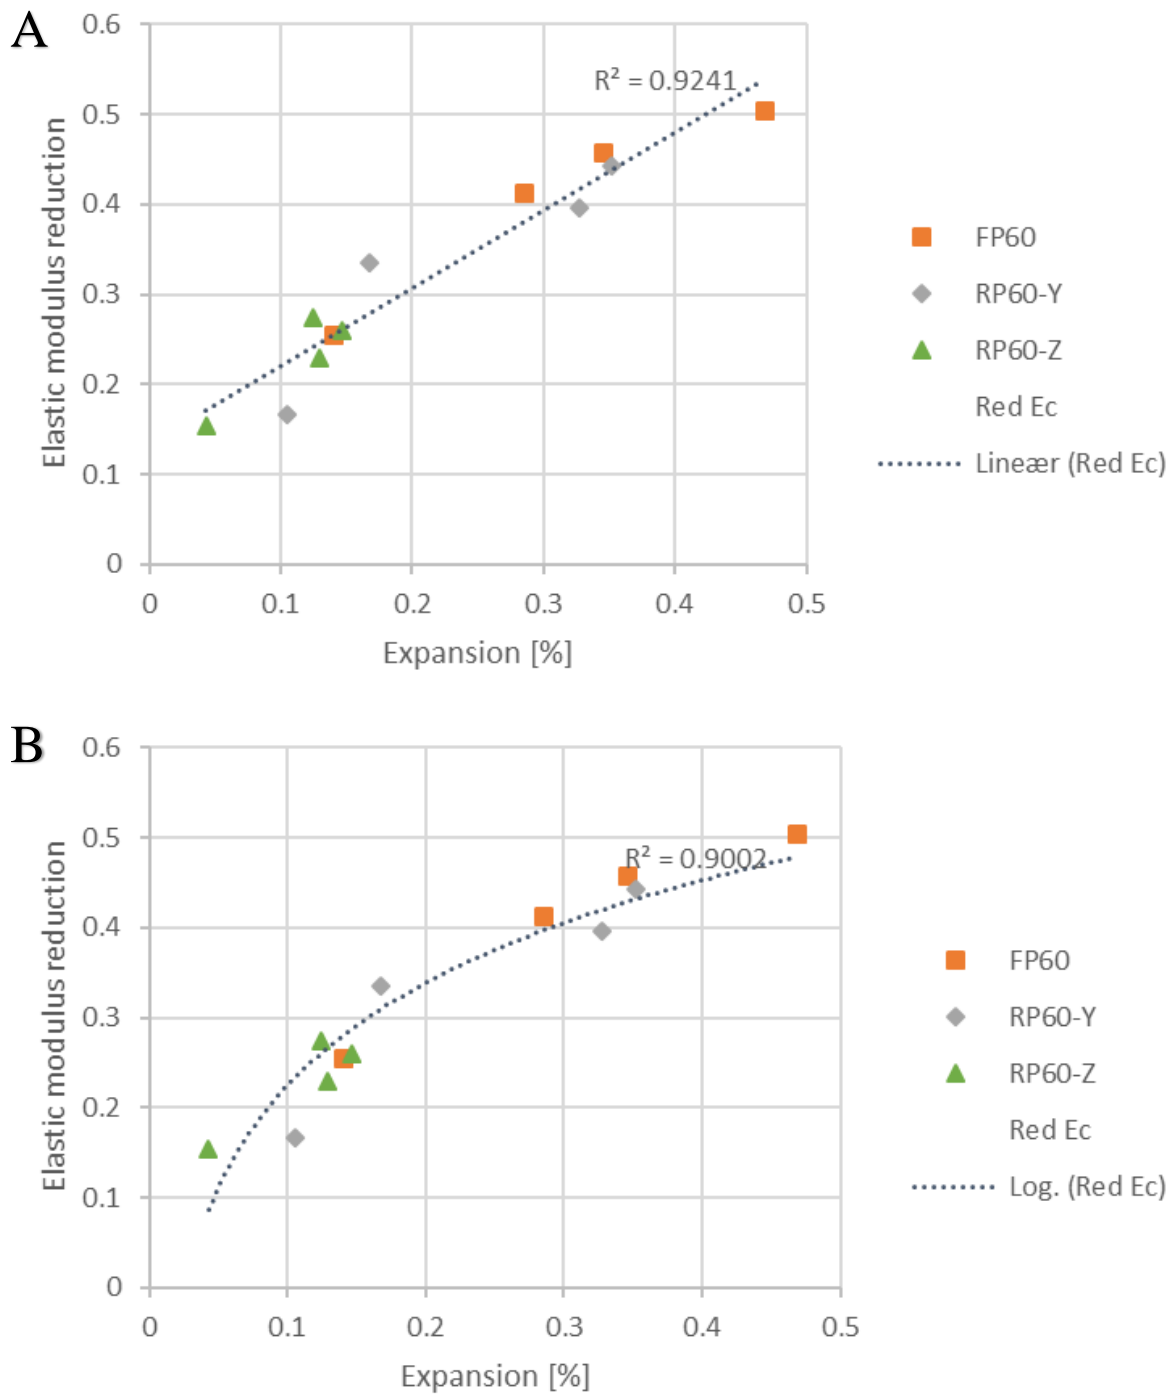 A
R² = 0.9241
0.6
0.5
0.4
0.3
0.2
0.1
0
Elastic modulus reduction
0 0.1 0.2 0.3 0.4 0.5
Expansion [%]
FP60
RP60-Y
RP60-Z
Red Ec
Lineær (Red Ec)
B
R² = 0.9002
0.6
0.5
0.4
0.3
0.2
0.1
0
Elastic modulus reduction
0 0.1 0.2 0.3 0.4 0.5
Expansion [%]
FP60
RP60-Y
RP60-Z
Red Ec
Log. (Red Ec)